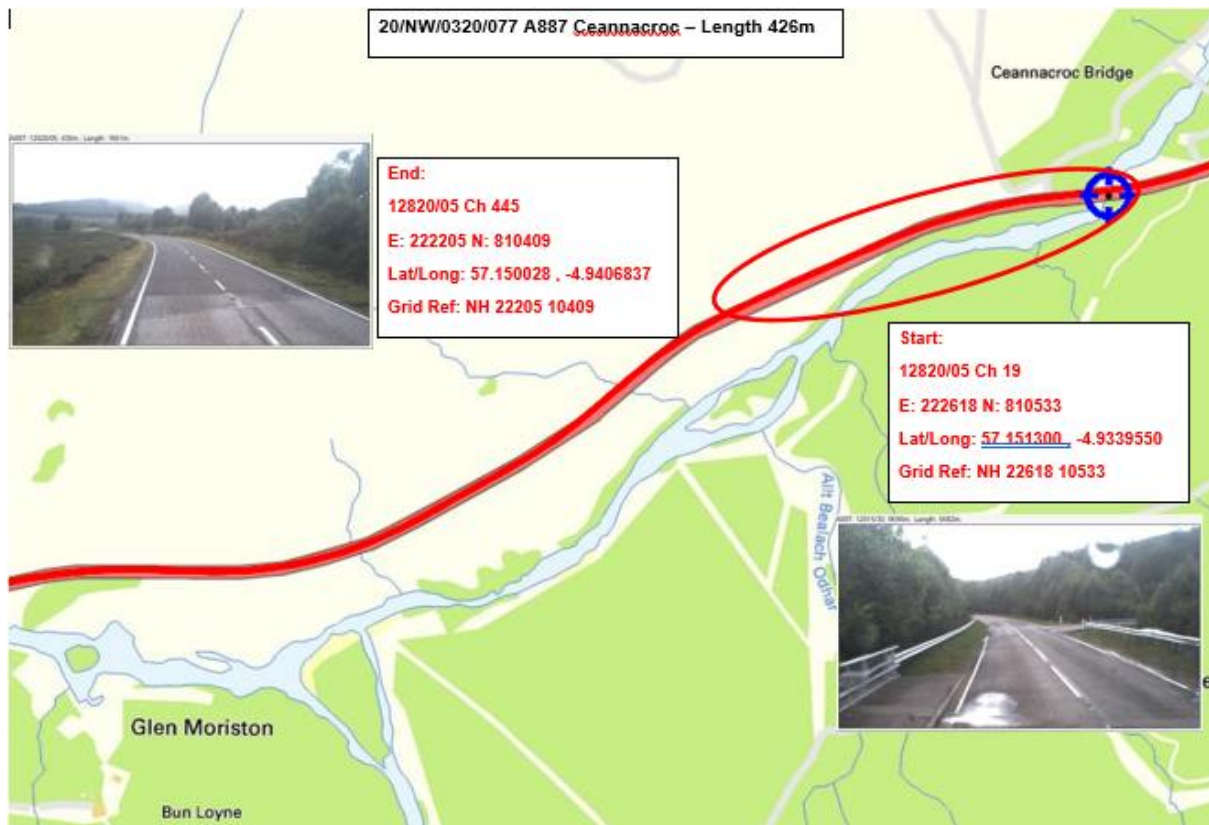 20/NW/0320/077 A887 Ceannacroc – Length 426m
Ceannacroc Bridge
End:
12820/05 Ch 445
E: 222205 N: 810409
Lat/Long: 57.150028 , -4.9406837
Grid Ref: NH 22205 10409
Start:
12820/05 Ch 19
E: 222618 N: 810533
Lat/Long: 57.151300 , -4.9339550
Grid Ref: NH 22618 10533
Allt Bealach Odhar
Glen Moriston
Bun Loyne